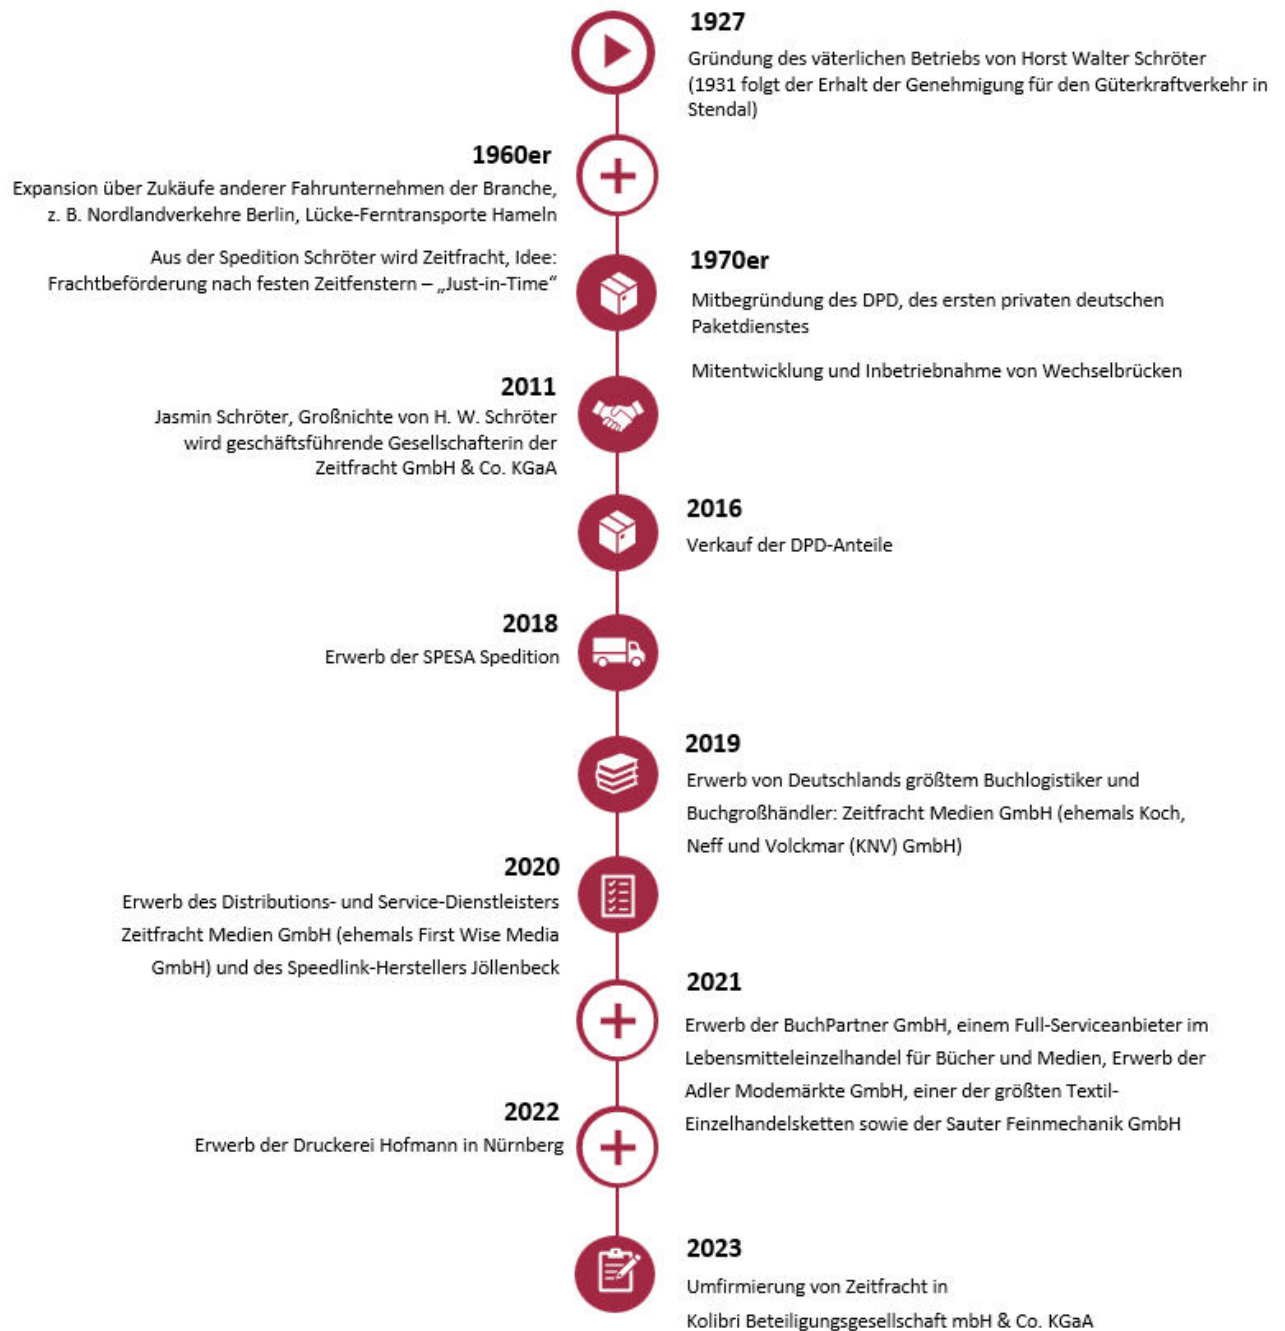 1927
Gründung des väterlichen Betriebs von Horst Walter Schröter
(1931 folgt der Erhalt der Genehmigung für den Güterkraftverkehr in
Stendal)
1960er
Expansion über Zukäufe anderer Fahrunternehmen der Branche,
z. B. Nordlandverkehre Berlin, Lücke-Ferntransporte Hameln
Aus der Spedition Schröter wird Zeitfracht, Idee:
Frachtbeförderung nach festen Zeitfenstern – „Just-in-Time“
1970er
Mitbegründung des DPD, des ersten privaten deutschen
Paketdienstes
Mitentwicklung und Inbetriebnahme von Wechselbrücken
2011
Jasmin Schröter, Großnichte von H. W. Schröter
wird geschäftsführende Gesellschafterin der
Zeitfracht GmbH & Co. KGaA
2016
Verkauf der DPD-Anteile
2018
Erwerb der SPESA Spedition
2019
Erwerb von Deutschlands größtem Buchlogistiker und
Buchgroßhändler: Zeitfracht Medien GmbH (ehemals Koch,
Neff und Volckmar (KNV) GmbH)
2020
Erwerb des Distributions- und Service-Dienstleisters
Zeitfracht Medien GmbH (ehemals First Wise Media
GmbH) und des Speedlink-Herstellers Jöllenbeck
2021
Erwerb der BuchPartner GmbH, einem Full-Serviceanbieter im
Lebensmitteleinzelhandel für Bücher und Medien, Erwerb der
Adler Modemärkte GmbH, einer der größten Textil-
Einzelhandelsketten sowie der Sauter Feinmechanik GmbH
2022
Erwerb der Druckerei Hofmann in Nürnberg
2023
Umfirmierung von Zeitfracht in
Kolibri Beteiligungsgesellschaft mbH & Co. KGaA